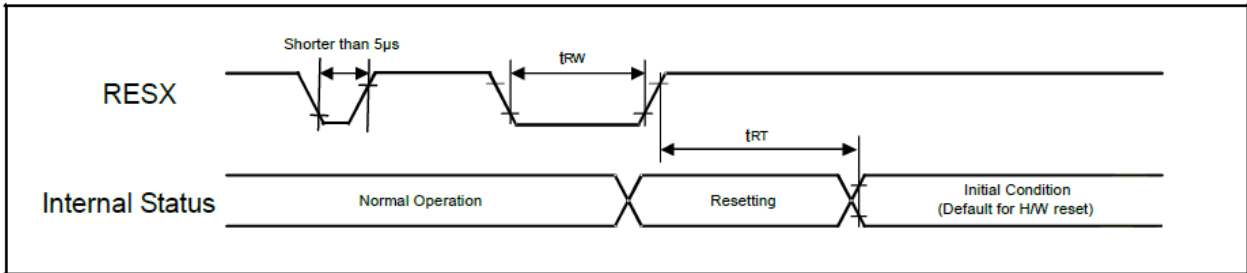 Shorter than 5µs
tRW
RESX
tRT
Internal Status
Normal Operation
Resetting
Initial Condition
(Default for H/W reset)